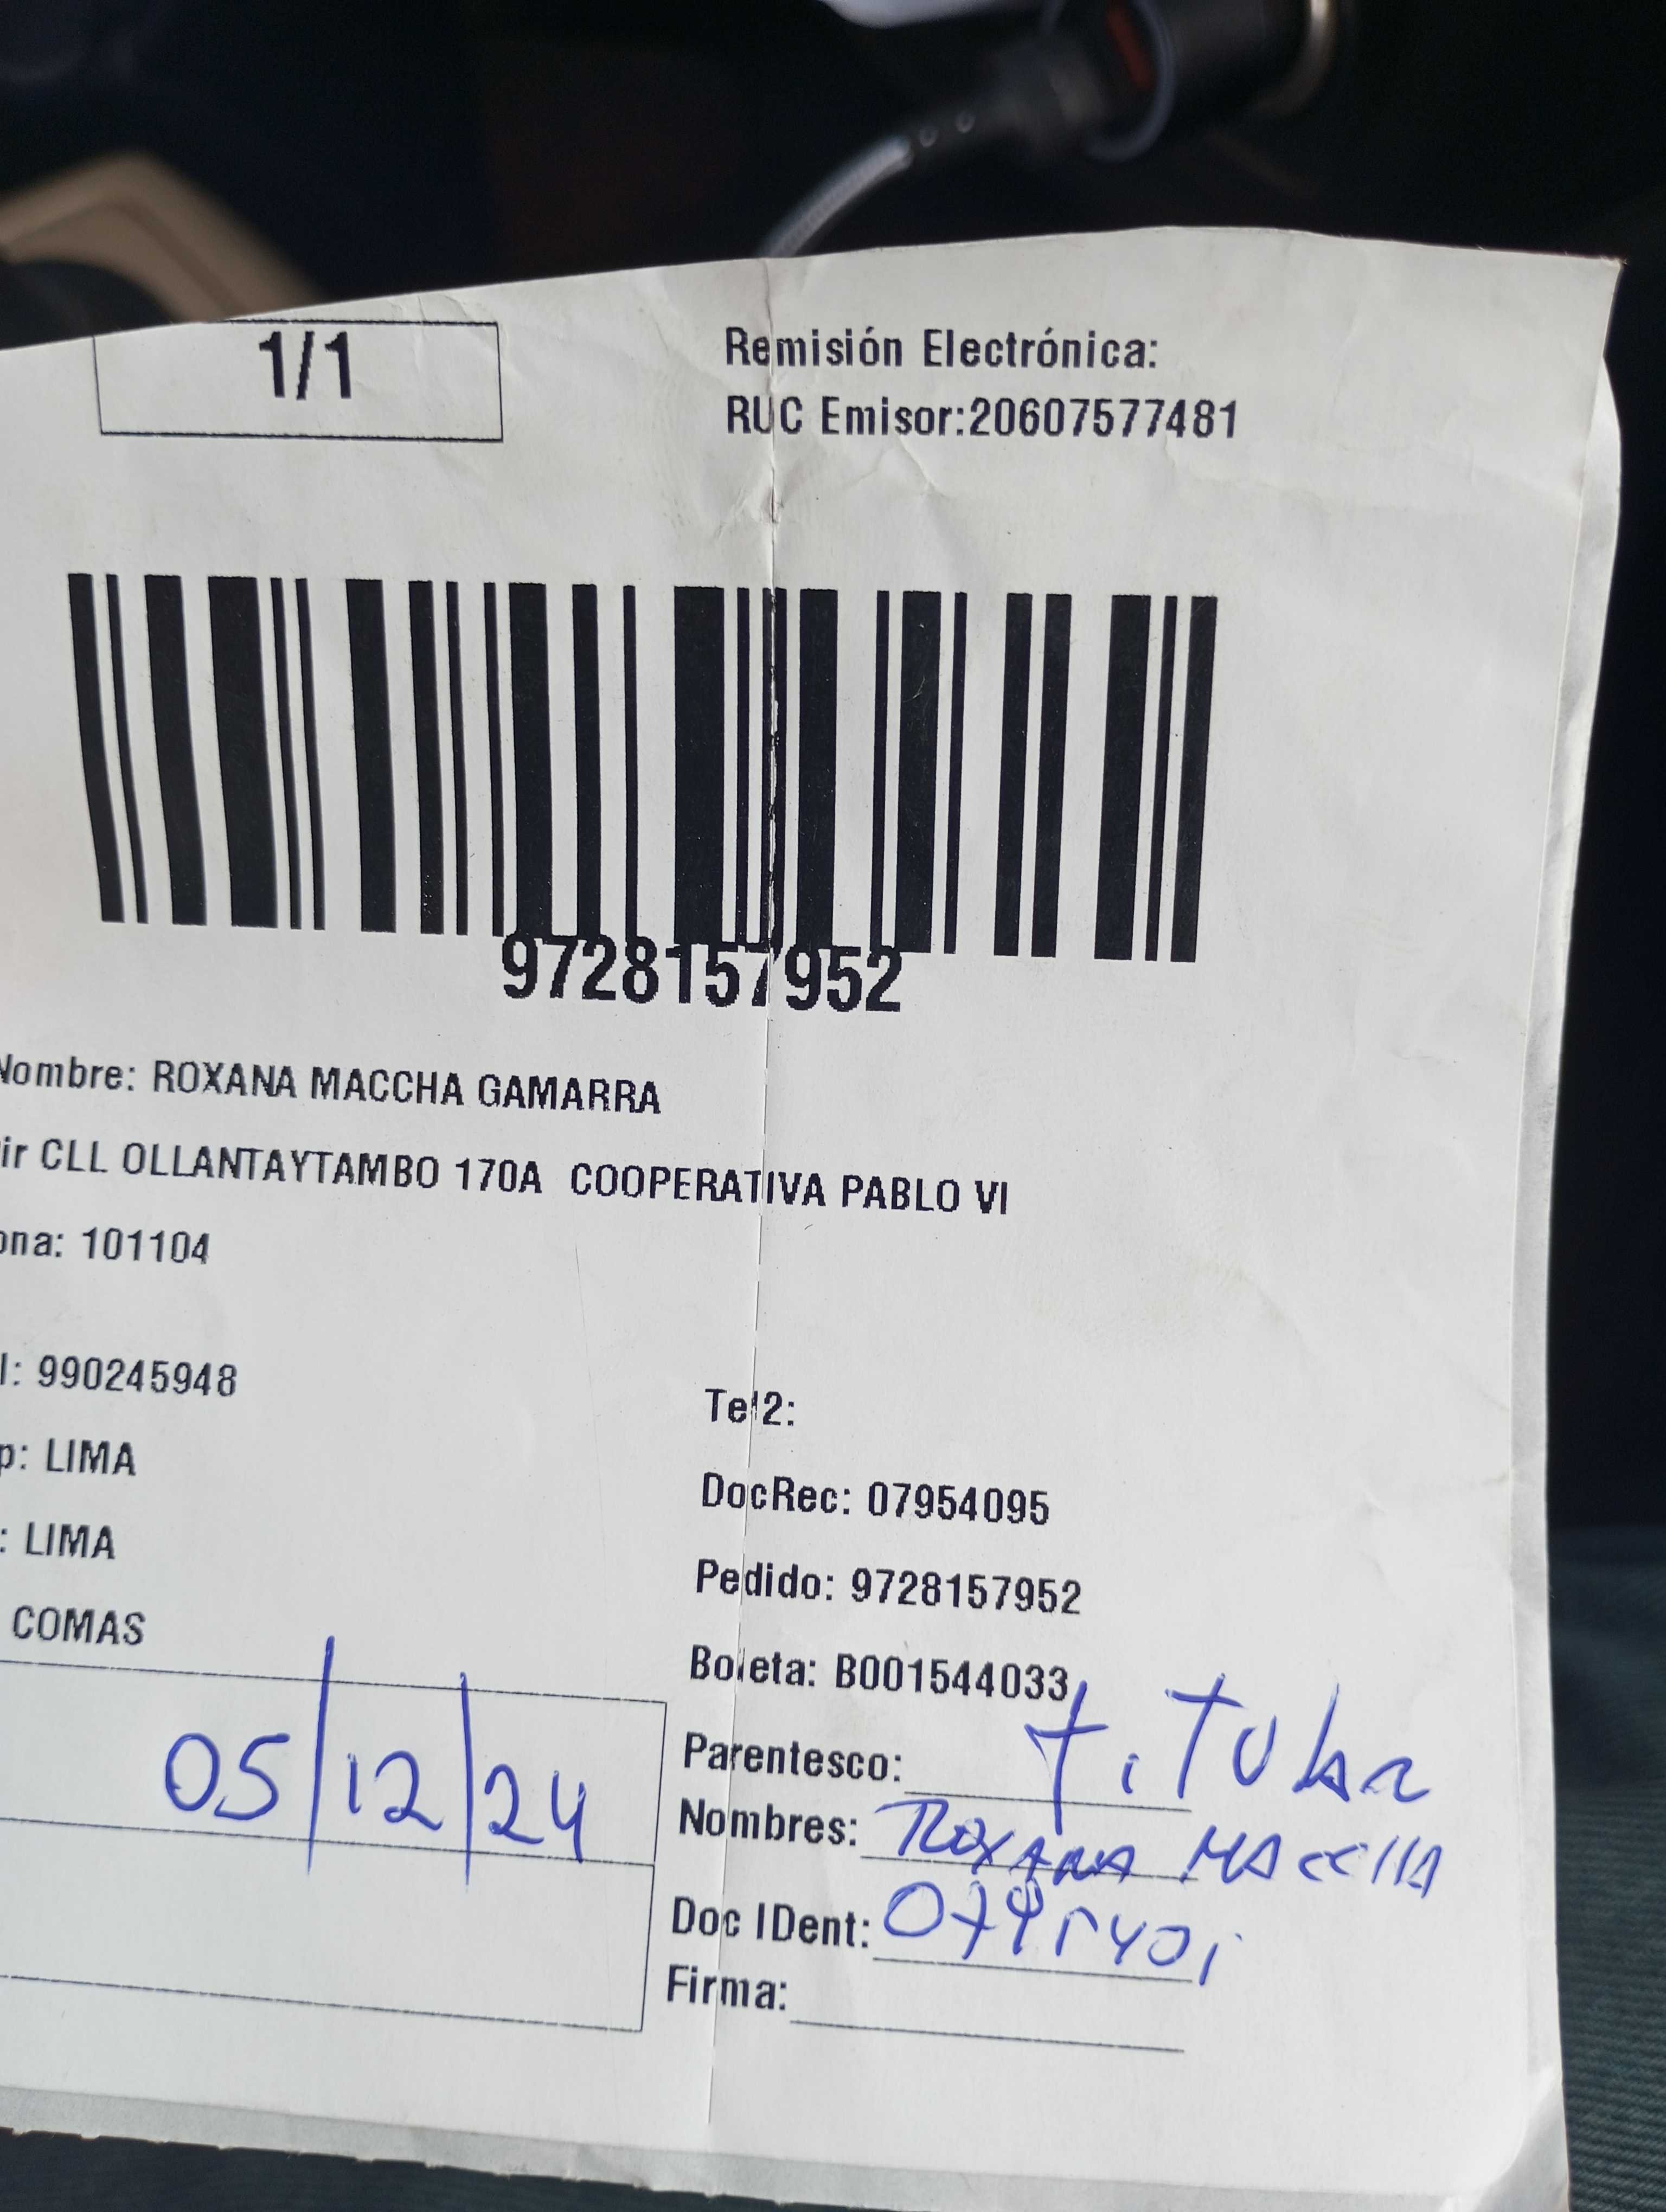 1/1
Remisión Electrónica:
RUC Emisor:20607577481
9728157952
Nombre: ROXANA MACCHA GAMARRA
ir CLL OLLANTAYTAMBO 170A COOPERATIVA PABLO VI
ona: 101104
l: 990245948
Tel2:
p: LIMA
DocRec: 07954095
: LIMA
Pedido: 9728157952
COMAS
Boleta: B001544033
05/12/24
Parentesco: TiTULAR
Nombres: ROXANA MACCHA
Doc IDent:
Firma: